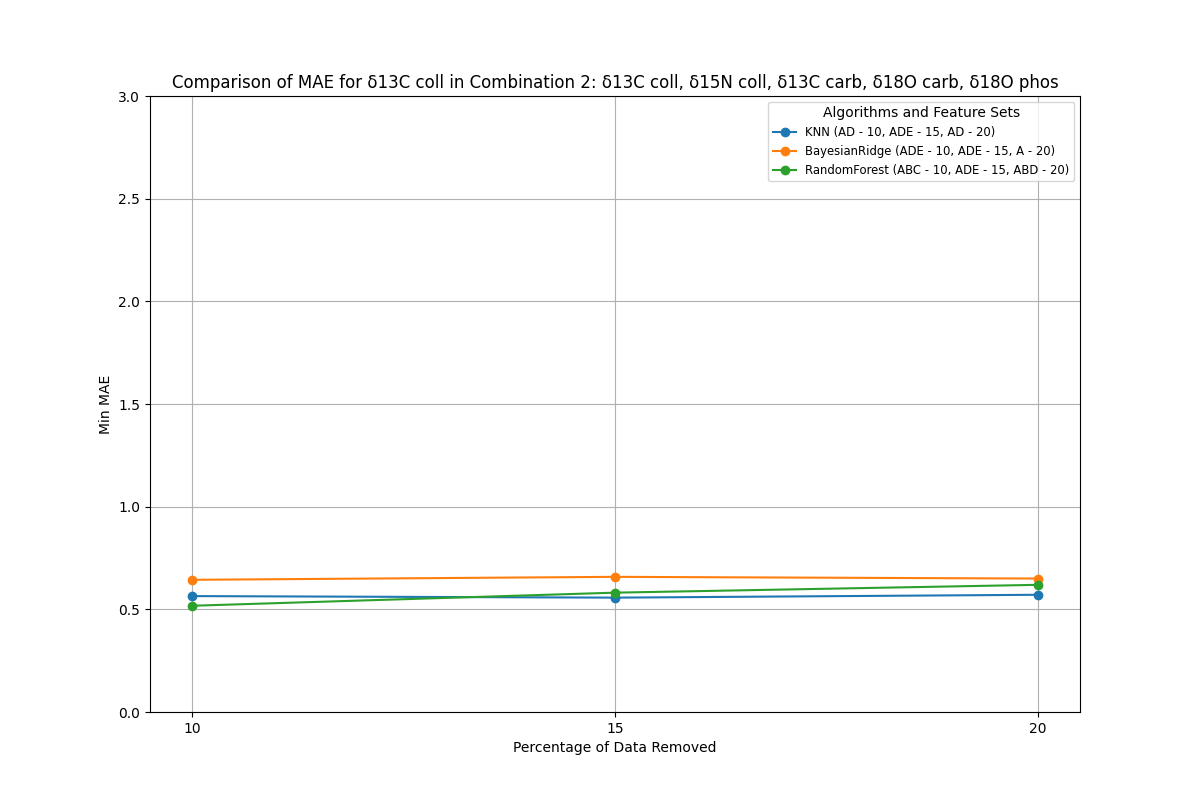 Comparison of MAE for δ13C coll in Combination 2: δ13C coll, δ15N coll, δ13C carb, δ18O carb, δ18O phos
Algorithms and Feature Sets
KNN (AD - 10, ADE - 15, AD - 20)
BayesianRidge (ADE - 10, ADE - 15, A - 20)
RandomForest (ABC - 10, ADE - 15, ABD - 20)
Min MAE
3.0
2.5
2.0
1.5
1.0
0.5
0.0
10 15 20
Percentage of Data Removed